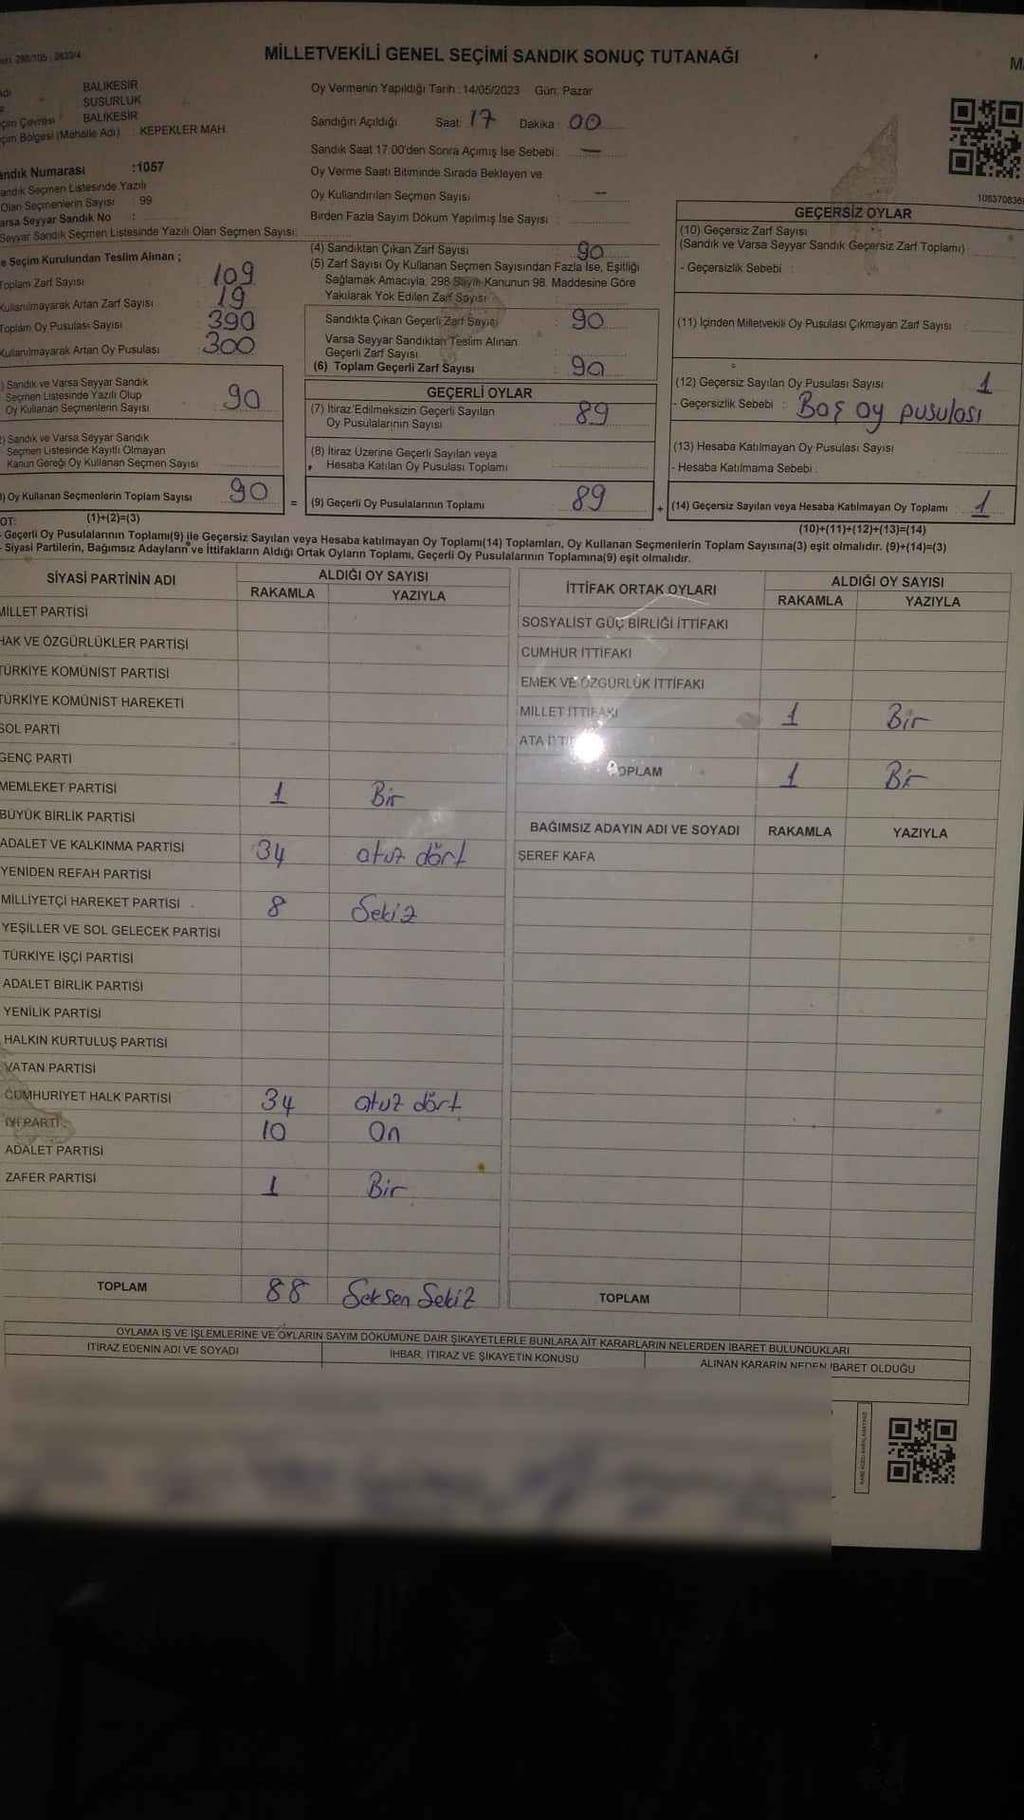 MİLLETVEKİLİ GENEL SEÇİMİ SANDIK SONUÇ TUTANAĞI
BALIKESİR
SUSURLUK
BALIKESİR
Bölgesi (Mahalle Adı) KEPEKLER MAH.
Oy Vermenin Yapıldığı Tarih : 14/05/2023 Gün: Pazar
Sandığın Açıldığı Saat: 17 Dakika : 00
Sandık Saat 17:00'den Sonra Açılmış İse Sebebi : —
Oy Verme Saati Bitiminde Sırada Bekleyen ve
Oy Kullandırılan Seçmen Sayısı : —
Birden Fazla Sayım Döküm Yapılmış İse Sayısı :
Numarası :1057
Sandık Seçmen Listesinde Yazılı
Olan Seçmenlerin Sayısı : 99
Varsa Seyyar Sandık No :
Seyyar Sandık Seçmen Listesinde Yazılı Olan Seçmen Sayısı:
Seçim Kurulundan Teslim Alınan ;
Toplam Zarf Sayısı 109
Kullanılmayarak Artan Zarf Sayısı 19
Toplam Oy Pusulası Sayısı 390
Kullanılmayarak Artan Oy Pusulası 300
Sandık ve Varsa Seyyar Sandık
Seçmen Listesinde Yazılı Olup
Oy Kullanan Seçmenlerin Sayısı 90
Sandık ve Varsa Seyyar Sandık
Seçmen Listesinde Kayıtlı Olmayan
Kanun Gereği Oy Kullanan Seçmen Sayısı
Oy Kullanan Seçmenlerin Toplam Sayısı 90 =
(1)+(2)=(3)
(4) Sandıktan Çıkan Zarf Sayısı : 90
(5) Zarf Sayısı Oy Kullanan Seçmen Sayısından Fazla İse, Eşitliği
Sağlamak Amacıyla, 298 Sayılı Kanunun 98. Maddesine Göre
Yakılarak Yok Edilen Zarf Sayısı
Sandıkta Çıkan Geçerli Zarf Sayısı : 90
Varsa Seyyar Sandıktan Teslim Alınan
Geçerli Zarf Sayısı
(6) Toplam Geçerli Zarf Sayısı : 90
GEÇERLİ OYLAR
(7) İtiraz Edilmeksizin Geçerli Sayılan
Oy Pusulalarının Sayısı : 89
(8) İtiraz Üzerine Geçerli Sayılan veya
Hesaba Katılan Oy Pusulası Toplamı
(9) Geçerli Oy Pusulalarının Toplamı : 89 +
GEÇERSİZ OYLAR
(10) Geçersiz Zarf Sayısı
(Sandık ve Varsa Seyyar Sandık Geçersiz Zarf Toplamı) :
- Geçersizlik Sebebi :
(11) İçinden Milletvekili Oy Pusulası Çıkmayan Zarf Sayısı :
(12) Geçersiz Sayılan Oy Pusulası Sayısı : 1
- Geçersizlik Sebebi : Boş oy pusulası
(13) Hesaba Katılmayan Oy Pusulası Sayısı :
- Hesaba Katılmama Sebebi :
(14) Geçersiz Sayılan veya Hesaba Katılmayan Oy Toplamı : 1
(10)+(11)+(12)+(13)=(14)
Geçerli Oy Pusulalarının Toplamı(9) ile Geçersiz Sayılan veya Hesaba katılmayan Oy Toplamı(14) Toplamları, Oy Kullanan Seçmenlerin Toplam Sayısına(3) eşit olmalıdır. (9)+(14)=(3)
- Siyasi Partilerin, Bağımsız Adayların ve İttifakların Aldığı Ortak Oyların Toplamı, Geçerli Oy Pusulalarının Toplamına(9) eşit olmalıdır.
SİYASİ PARTİNİN ADI ALDIĞI OY SAYISI
RAKAMLA YAZIYLA
MİLLET PARTİSİ
HAK VE ÖZGÜRLÜKLER PARTİSİ
TÜRKİYE KOMÜNİST PARTİSİ
TÜRKİYE KOMÜNİST HAREKETİ
SOL PARTİ
GENÇ PARTİ
MEMLEKET PARTİSİ 1 Bir
BÜYÜK BİRLİK PARTİSİ
ADALET VE KALKINMA PARTİSİ 34 otuz dört
YENİDEN REFAH PARTİSİ
MİLLİYETÇİ HAREKET PARTİSİ 8 Sekiz
YEŞİLLER VE SOL GELECEK PARTİSİ
TÜRKİYE İŞÇİ PARTİSİ
ADALET BİRLİK PARTİSİ
YENİLİK PARTİSİ
HALKIN KURTULUŞ PARTİSİ
VATAN PARTİSİ
CUMHURİYET HALK PARTİSİ 34 otuz dört
İYİ PARTİ 10 On
ADALET PARTİSİ
ZAFER PARTİSİ 1 Bir
TOPLAM 88 Seksen Sekiz
İTTİFAK ORTAK OYLARI ALDIĞI OY SAYISI
RAKAMLA YAZIYLA
SOSYALİST GÜÇ BİRLİĞİ İTTİFAKI
CUMHUR İTTİFAKI
EMEK VE ÖZGÜRLÜK İTTİFAKI
MİLLET İTTİFAKI 1 Bir
ATA
TOPLAM 1 Bir
BAĞIMSIZ ADAYIN ADI VE SOYADI RAKAMLA YAZIYLA
ŞEREF KAFA
TOPLAM
OYLAMA İŞ VE İŞLEMLERİNE VE OYLARIN SAYIM DÖKÜMÜNE DAİR ŞİKAYETLERLE BUNLARA AİT KARARLARIN NELERDEN İBARET BULUNDUKLARI
İTİRAZ EDENİN ADI VE SOYADI İHBAR, İTİRAZ VE ŞİKAYETİN KONUSU ALINAN KARARIN NEDEN İBARET OLDUĞU